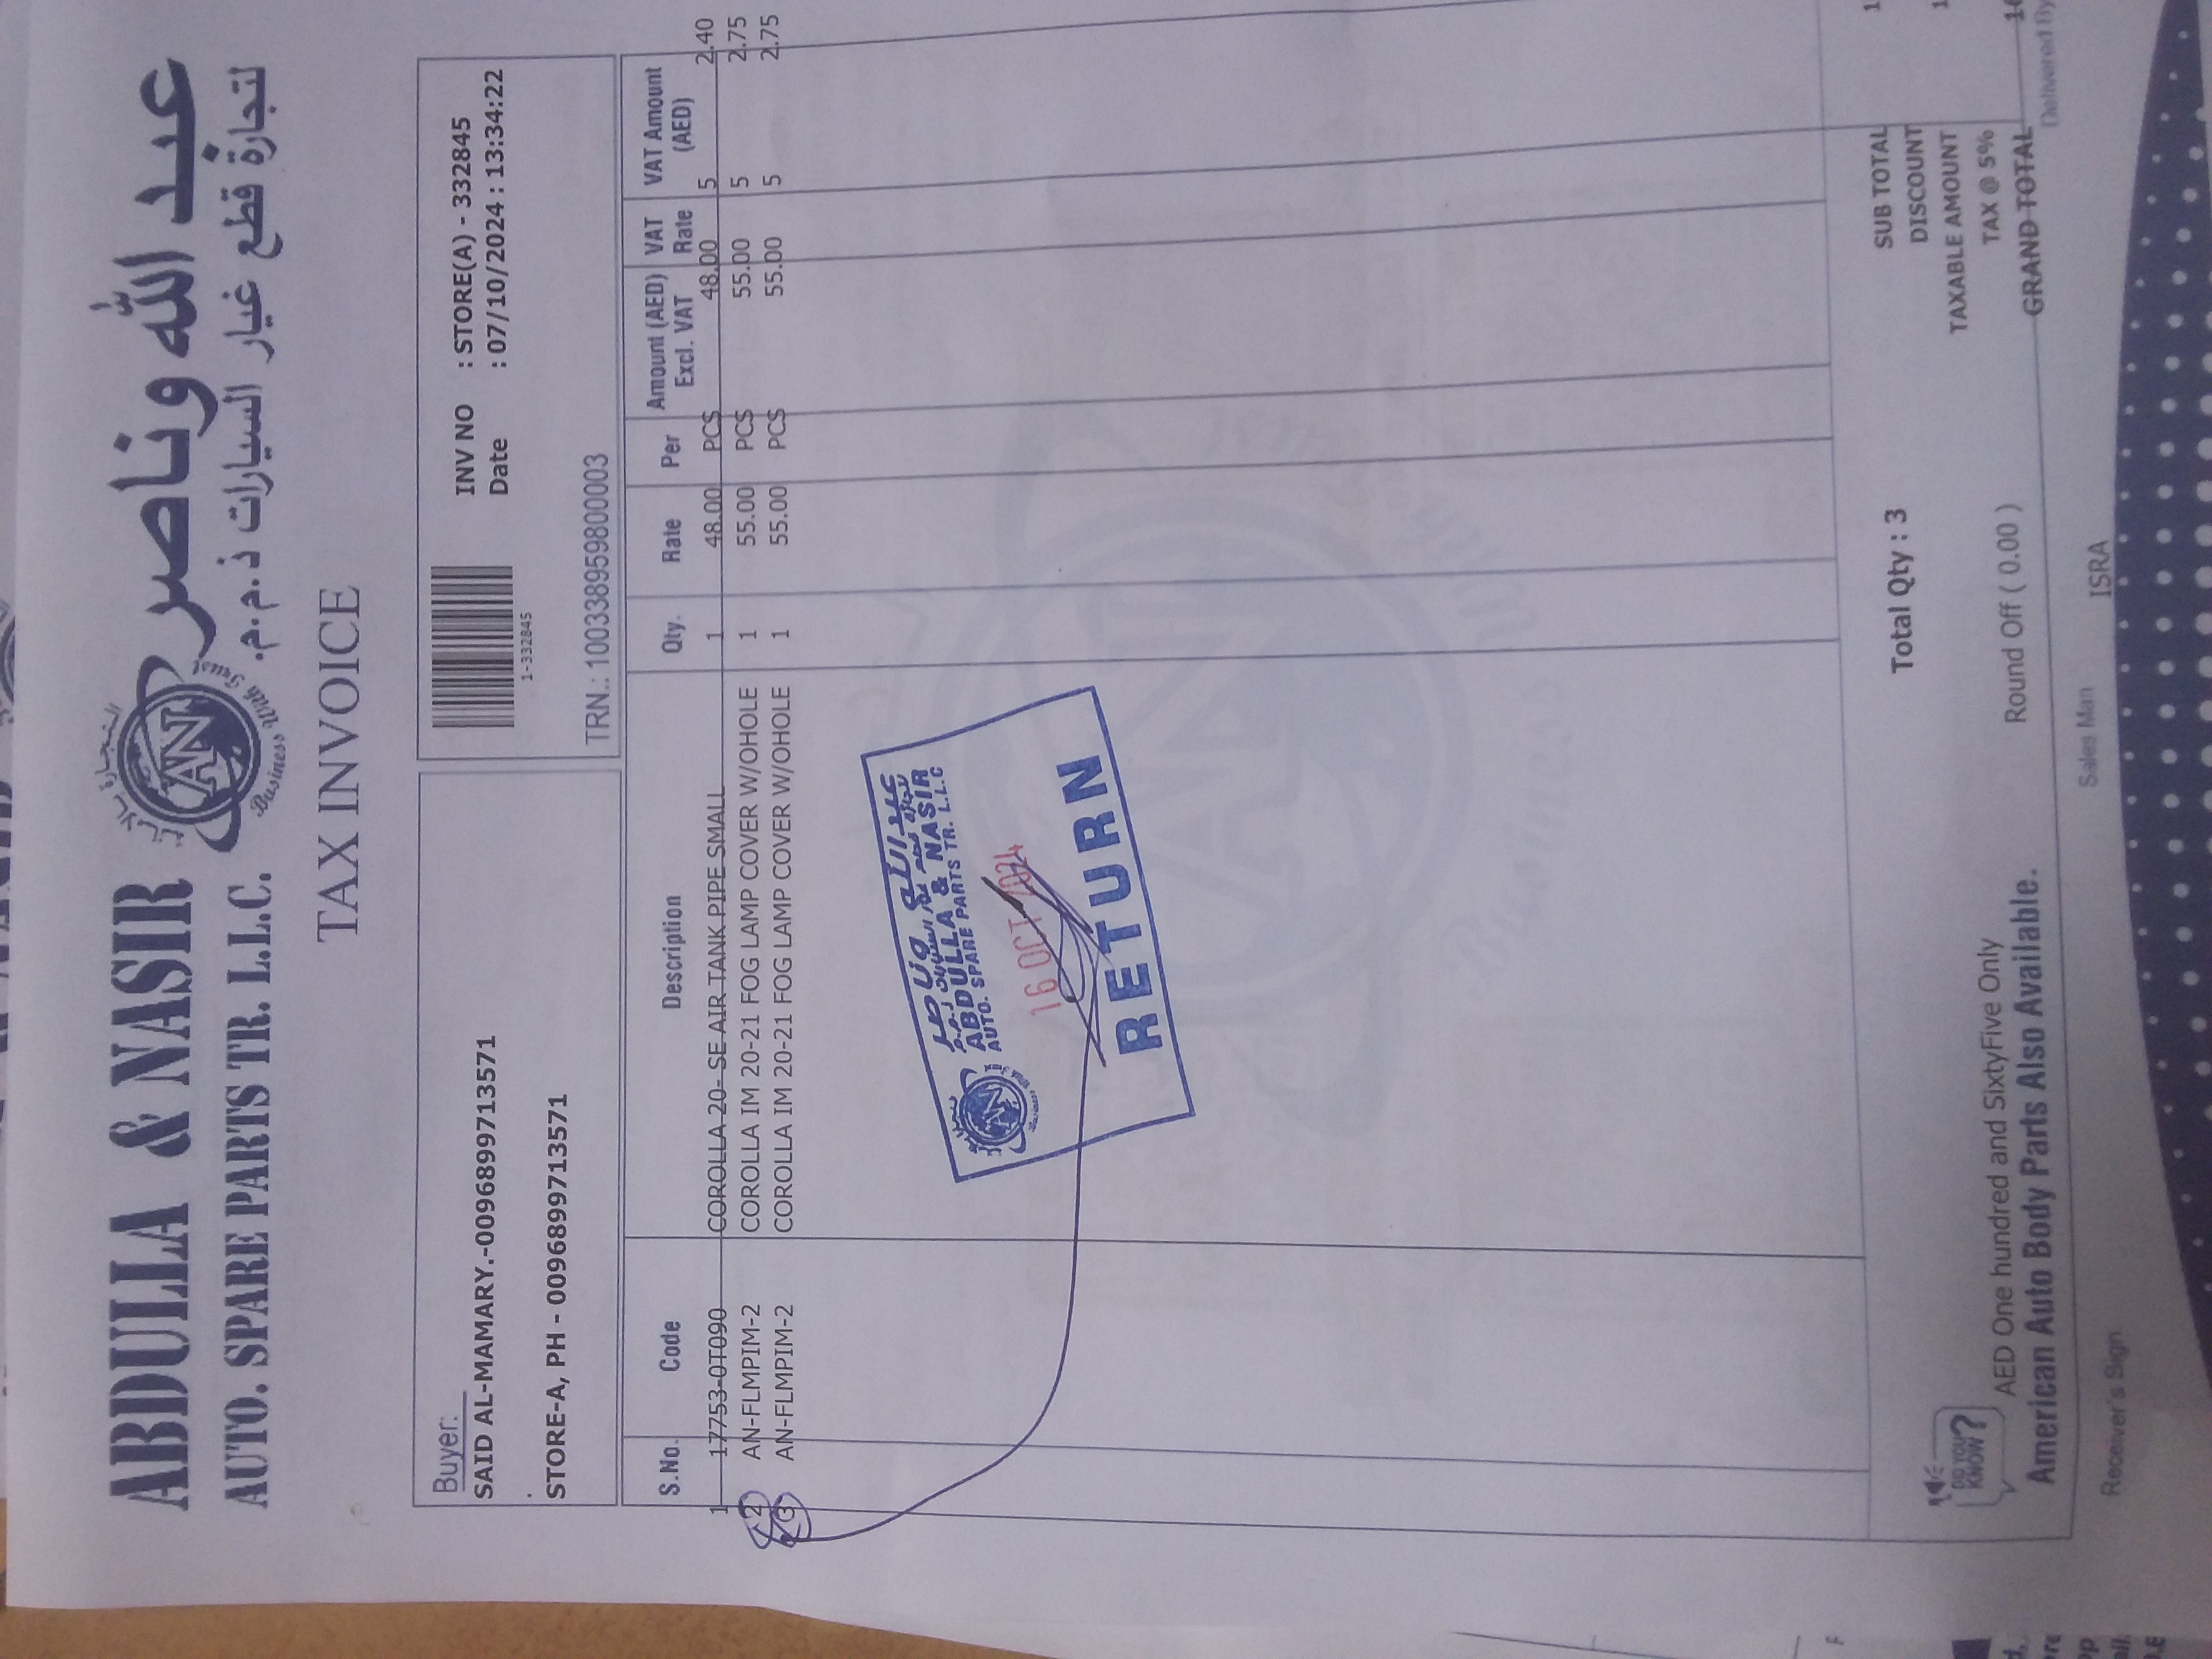 ABDULLA & NASIR
عبد الله وناصر
AUTO. SPARE PARTS TR. L.L.C.
لتجارة قطع غيار السيارات ذ.م.م.
AN
Business With Trust
TAX INVOICE
Buyer:
SAID AL-MAMARY.-0096899713571
.
STORE-A, PH - 0096899713571
1-332845
INV NO : STORE(A) - 332845
Date : 07/10/2024 : 13:34:22
TRN.: 100338959800003
S.No. Code Description Qty. Rate Per Amount (AED) Excl. VAT VAT Rate VAT Amount (AED)
1 17753-0T090 COROLLA 20- SE AIR TANK PIPE SMALL 1 48.00 PCS 48.00 5 2.40
2 AN-FLMPIM-2 COROLLA IM 20-21 FOG LAMP COVER W/OHOLE 1 55.00 PCS 55.00 5 2.75
3 AN-FLMPIM-2 COROLLA IM 20-21 FOG LAMP COVER W/OHOLE 1 55.00 PCS 55.00 5 2.75
عبد الله وناصر
ABDULLA & NASIR
AUTO. SPARE PARTS TR. L.L.C
16 OCT 2024
RETURN
Total Qty : 3
SUB TOTAL
DISCOUNT
TAXABLE AMOUNT
TAX @ 5%
GRAND TOTAL
DO YOU KNOW ?
AED One hundred and SixtyFive Only
Round Off ( 0.00 )
American Auto Body Parts Also Available.
Receiver's Sign
Sales Man
ISRA
Delivered By